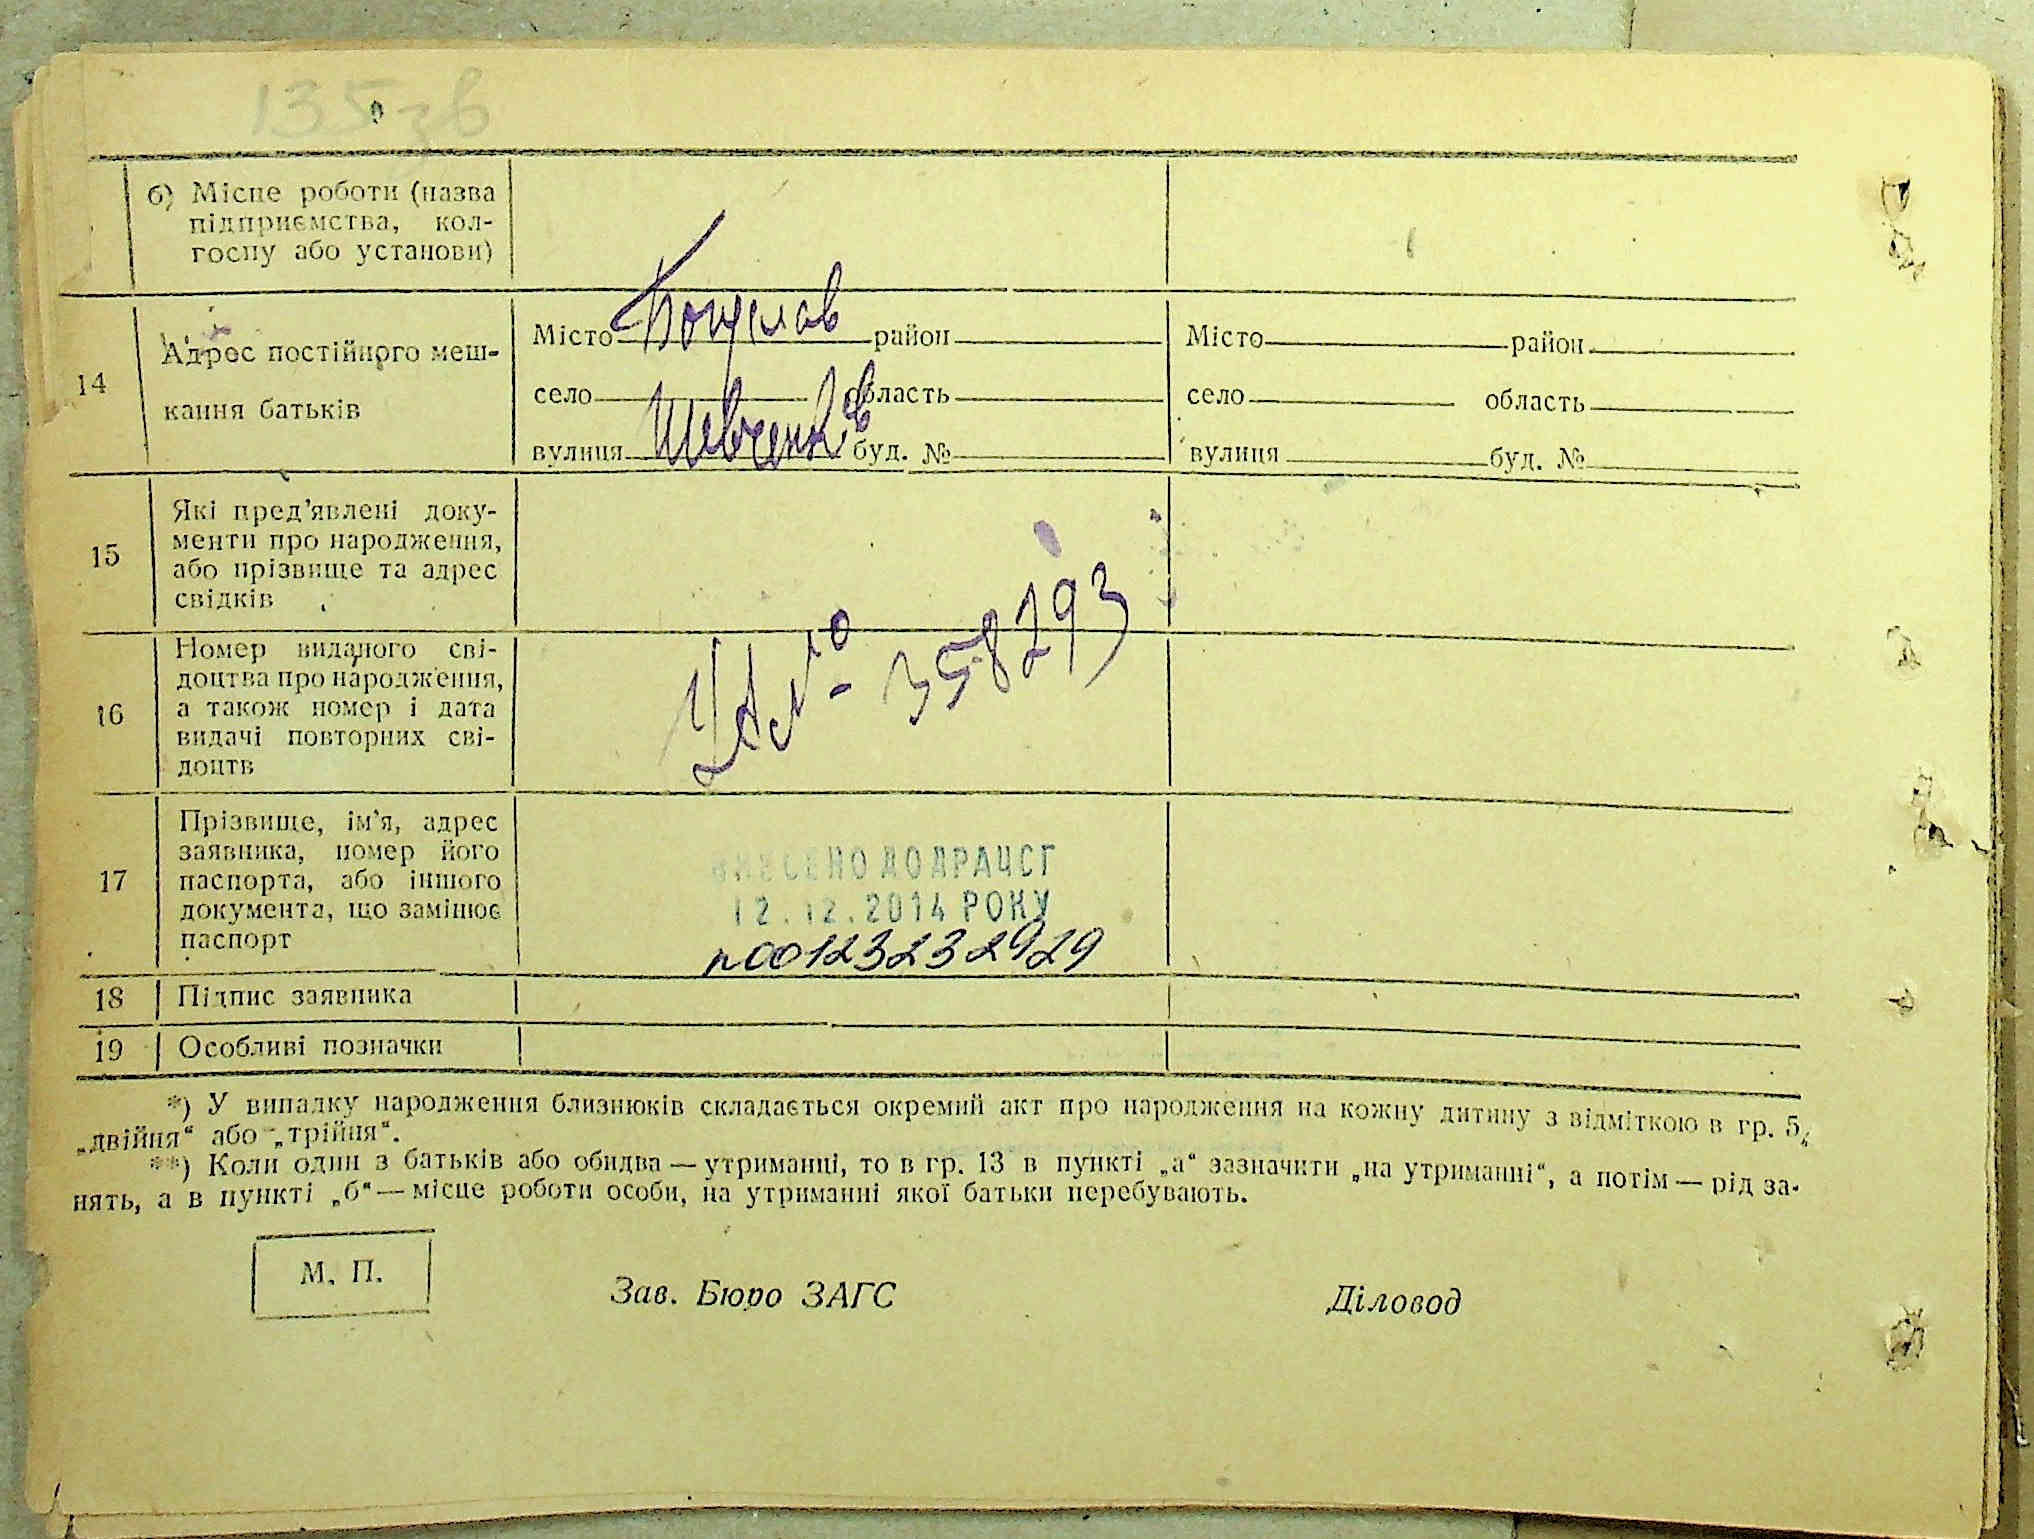 135зв
б) Місце роботи (назва
підприємства, кол-
госпу або установи)
14
Адрес постійного меш-
кання батьків
Місто Богуслав район
село область
вулиця Шевченка буд. №
Місто район
село область
вулиця буд. №
15
Які пред'явлені доку-
менти про народження,
або прізвище та адрес
свідків
16
Номер виданого сві-
доцтва про народження,
а також номер і дата
видачі повторних сві-
доцтв
УА № 358293
17
Прізвище, ім'я, адрес
заявника, номер його
паспорта, або іншого
документа, що замінює
паспорт
ВНЕСЕНО ДО ДРАЦСГ
12.12.2014 РОКУ
n00123232929
18 Підпис заявника
19 Особливі позначки
*) У випадку народження близнюків складається окремий акт про народження на кожну дитину з відміткою в гр. 5,
„двійня“ або „трійня“.
**) Коли один з батьків або обидва — утриманці, то в гр. 13 в пункті „а“ зазначити „на утриманні“, а потім — рід за-
нять, а в пункті „б“ — місце роботи особи, на утриманні якої батьки перебувають.
М. П.
Зав. Бюро ЗАГС
Діловод